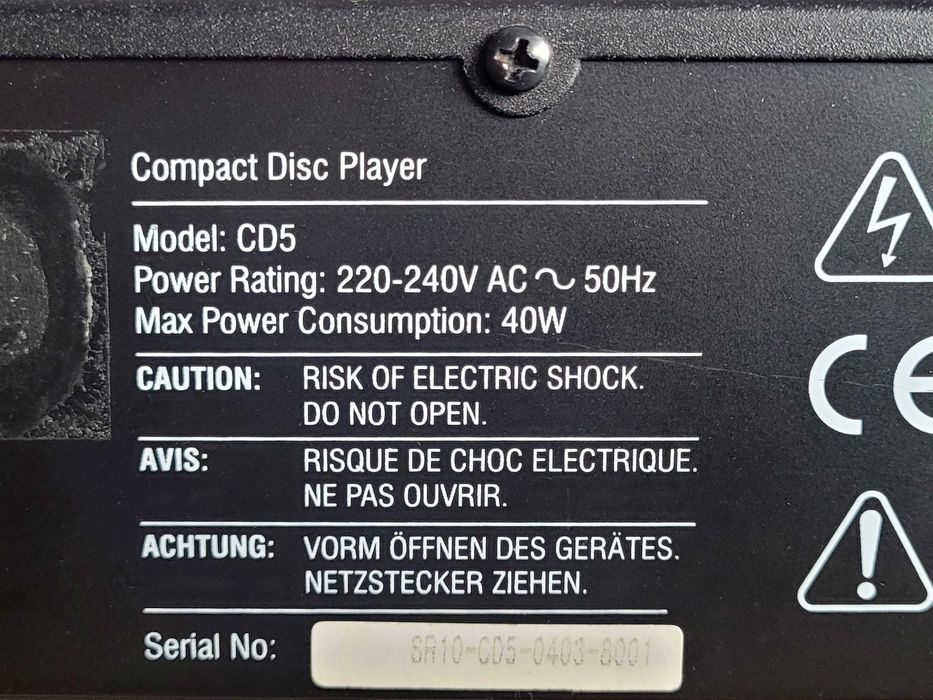 Compact Disc Player
Model: CD5
Power Rating: 220-240V AC ~ 50Hz
Max Power Consumption: 40W
CAUTION: RISK OF ELECTRIC SHOCK.
DO NOT OPEN.
AVIS: RISQUE DE CHOC ELECTRIQUE.
NE PAS OUVRIR.
ACHTUNG: VORM ÖFFNEN DES GERÄTES.
NETZSTECKER ZIEHEN.
Serial No: SR10-CD5-0403-8001
CE